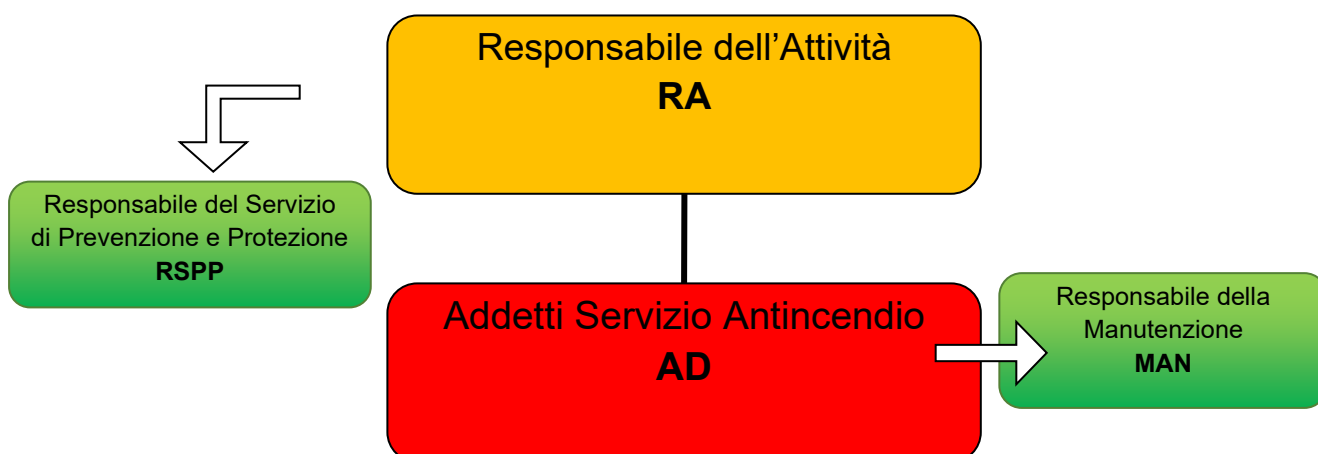 Responsabile dell’Attività
RA
Responsabile del Servizio
di Prevenzione e Protezione
RSPP
Addetti Servizio Antincendio
AD
Responsabile della
Manutenzione
MAN